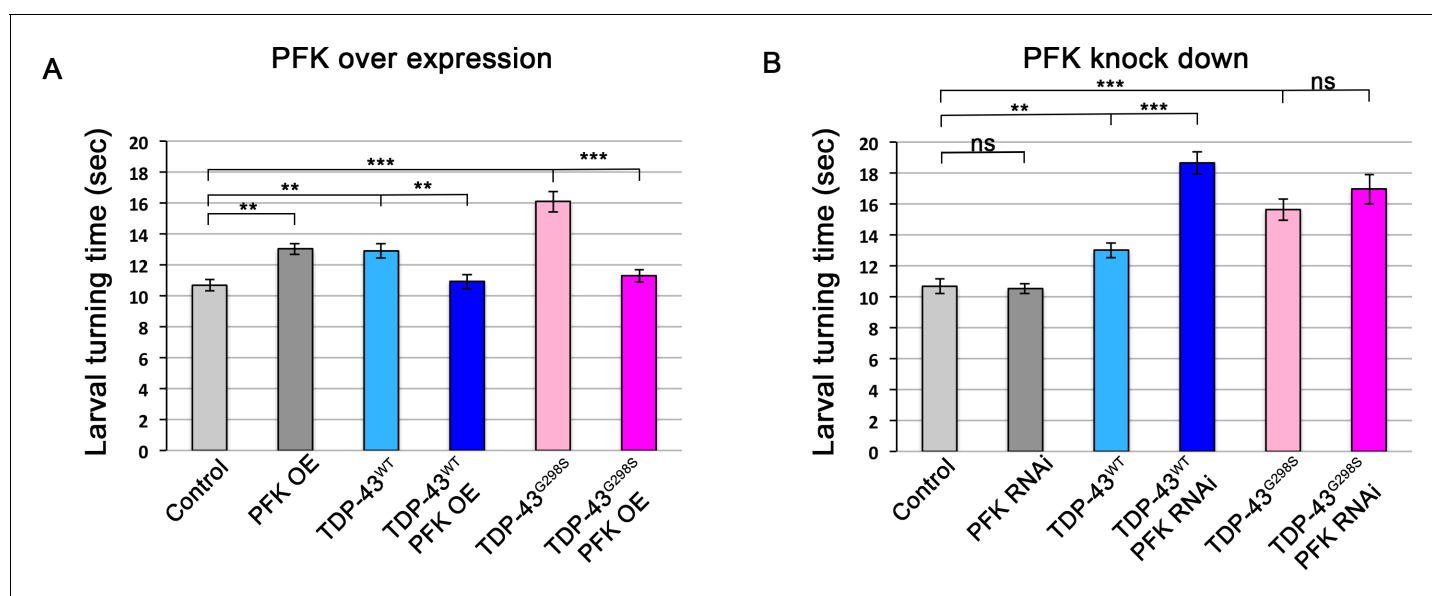 A
PFK over expression
Larval turning time (sec)
20
18
16
14
12
10
8
6
4
2
0
***
***
**
**
**
Control
PFK OE
TDP-43WT
TDP-43WT
PFK OE
TDP-43G298S
TDP-43G298S
PFK OE
B
PFK knock down
Larval turning time (sec)
20
18
16
14
12
10
8
6
4
2
0
***
ns
**
***
ns
Control
PFK RNAi
TDP-43WT
TDP-43WT
PFK RNAi
TDP-43G298S
TDP-43G298S
PFK RNAi